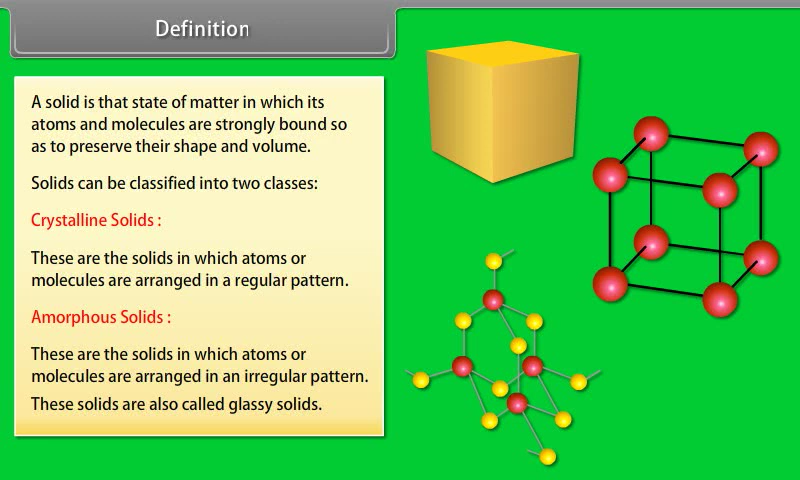 Definition
A solid is that state of matter in which its
atoms and molecules are strongly bound so
as to preserve their shape and volume.
Solids can be classified into two classes:
Crystalline Solids :
These are the solids in which atoms or
molecules are arranged in a regular pattern.
Amorphous Solids :
These are the solids in which atoms or
molecules are arranged in an irregular pattern.
These solids are also called glassy solids.